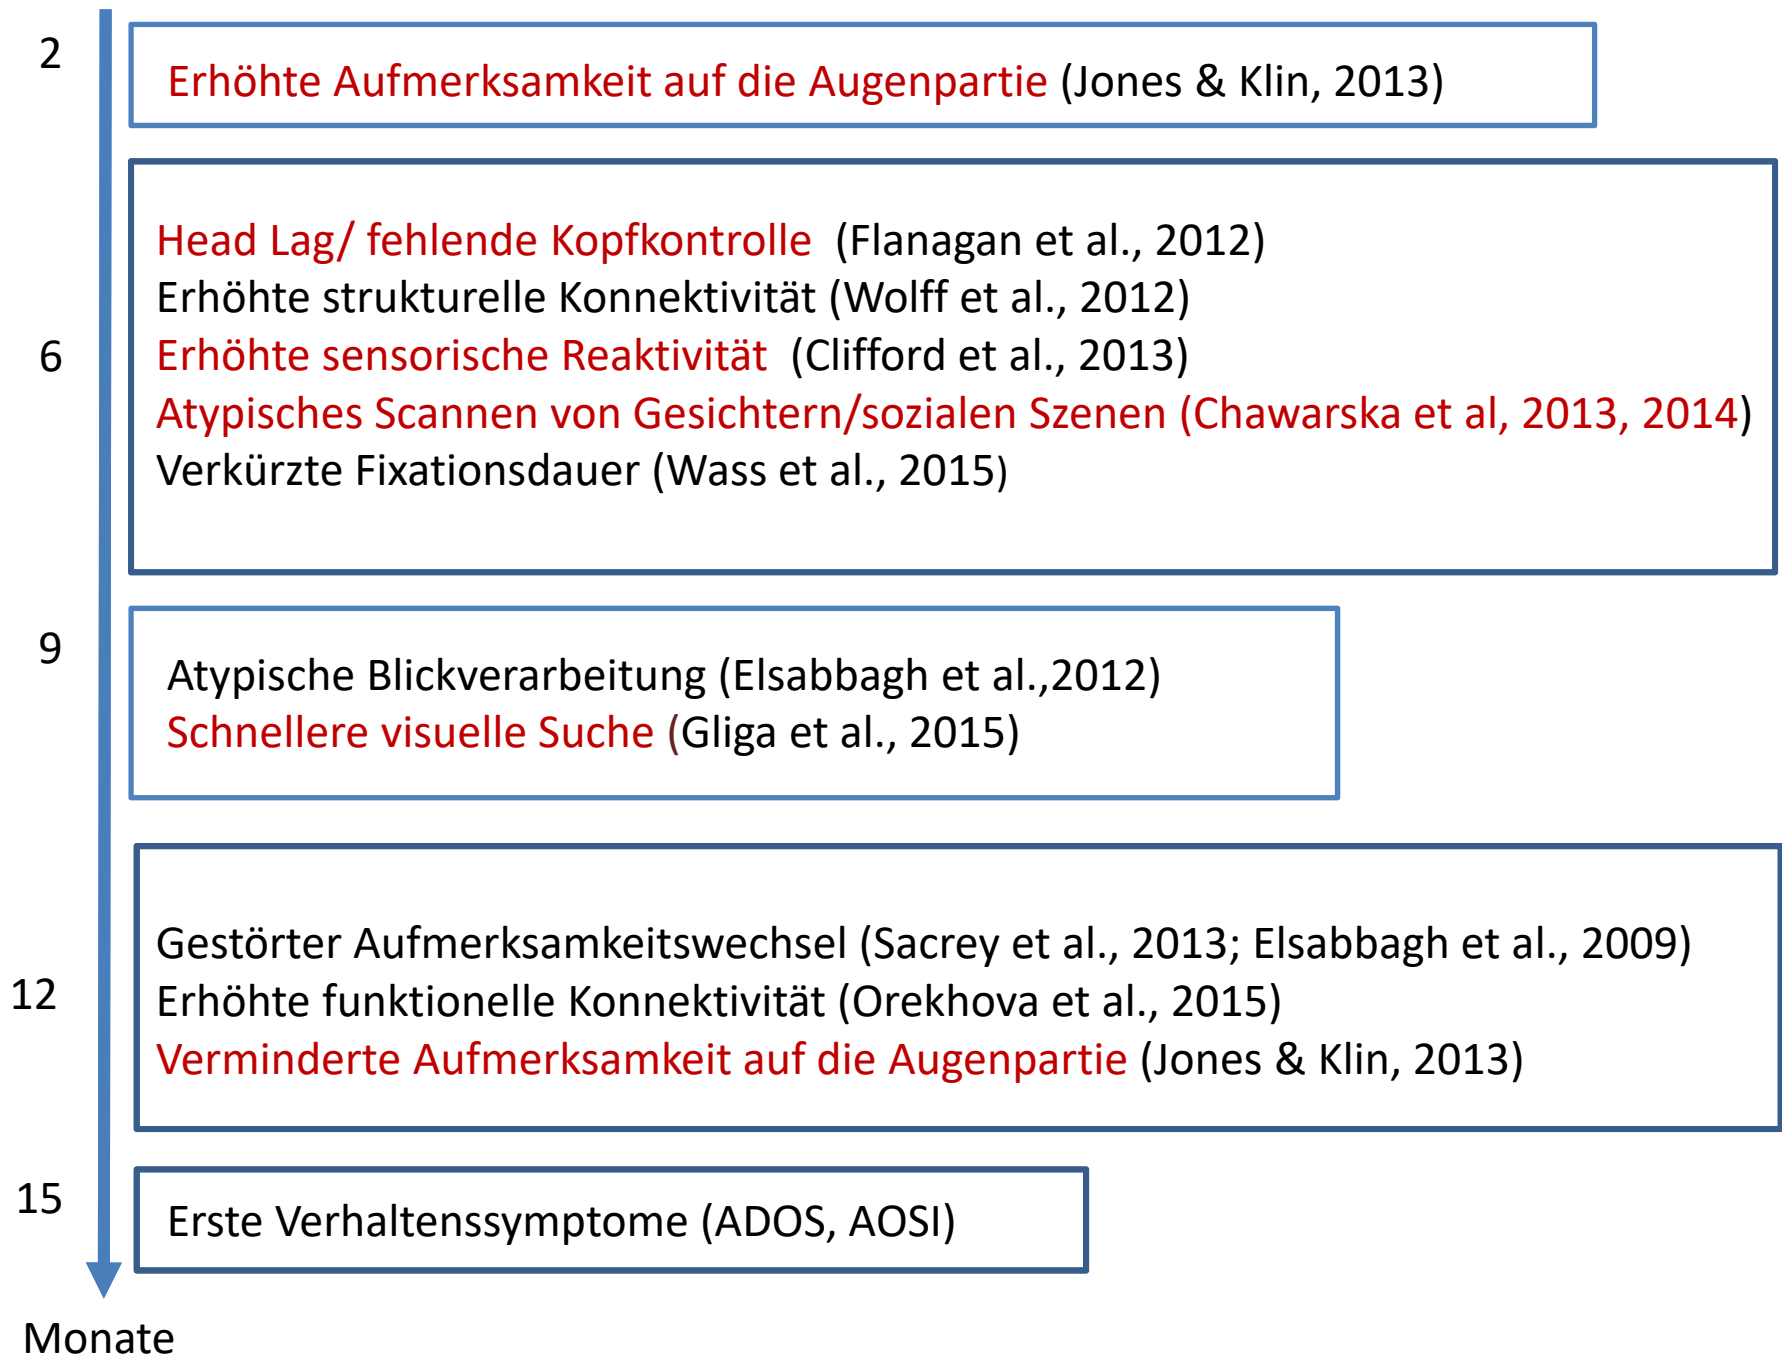 2
Erhöhte Aufmerksamkeit auf die Augenpartie (Jones & Klin, 2013)
Head Lag/ fehlende Kopfkontrolle (Flanagan et al., 2012)
Erhöhte strukturelle Konnektivität (Wolff et al., 2012)
6
Erhöhte sensorische Reaktivität (Clifford et al., 2013)
Atypisches Scannen von Gesichtern/sozialen Szenen (Chawarska et al, 2013, 2014)
Verkürzte Fixationsdauer (Wass et al., 2015)
9
Atypische Blickverarbeitung (Elsabbagh et al.,2012)
Schnellere visuelle Suche (Gliga et al., 2015)
Gestörter Aufmerksamkeitswechsel (Sacrey et al., 2013; Elsabbagh et al., 2009)
12
Erhöhte funktionelle Konnektivität (Orekhova et al., 2015)
Verminderte Aufmerksamkeit auf die Augenpartie (Jones & Klin, 2013)
15
Erste Verhaltenssymptome (ADOS, AOSI)
Monate